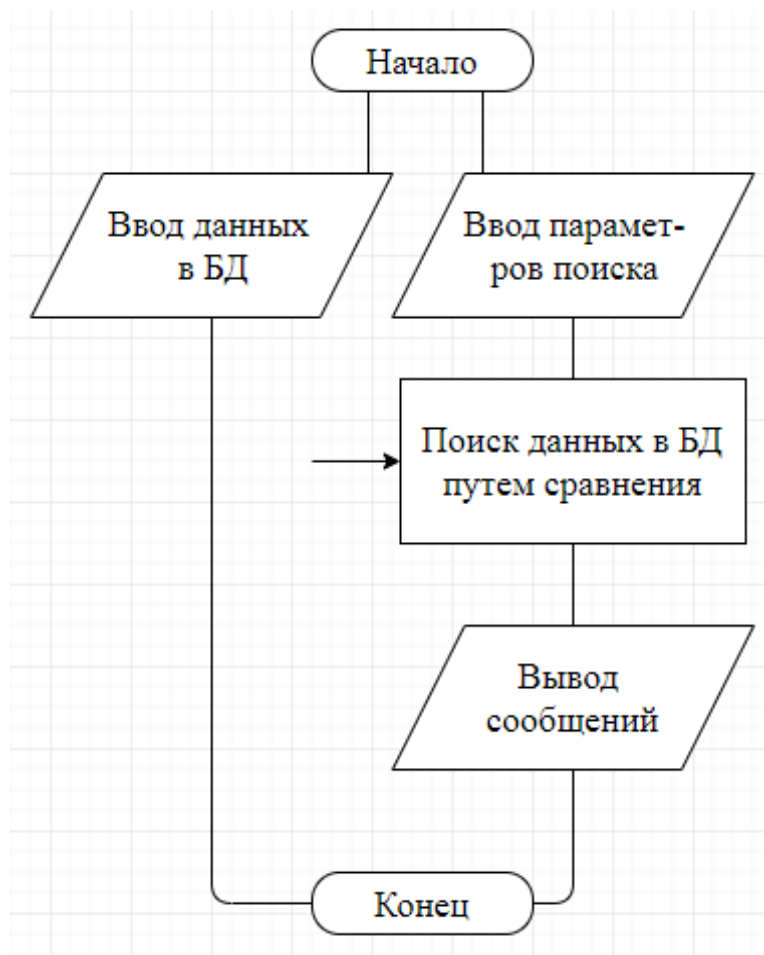 Начало
Ввод данных
в БД
Ввод парамет-
ров поиска
Поиск данных в БД
путем сравнения
Вывод
сообщений
Конец